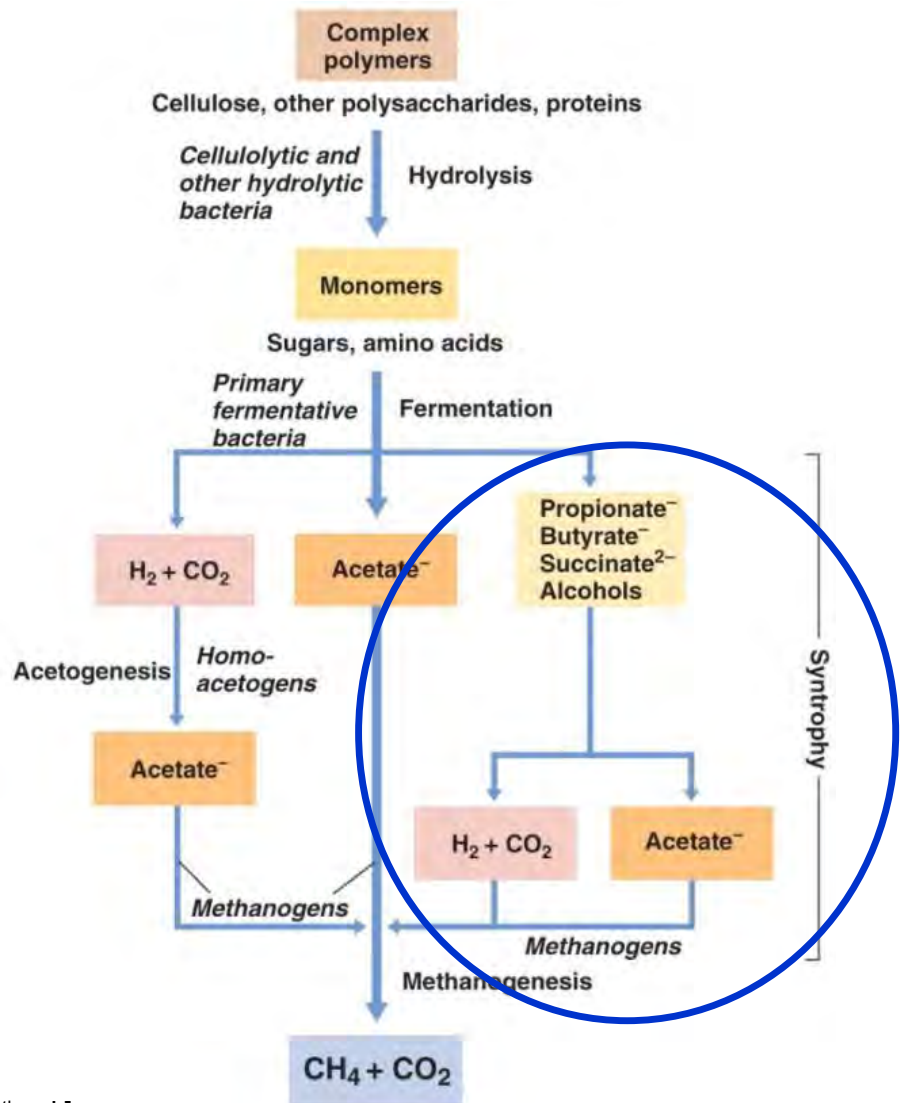 Complex
polymers
Cellulose, other polysaccharides, proteins
Cellulolytic and
other hydrolytic
bacteria
Hydrolysis
Monomers
Sugars, amino acids
Primary
fermentative
bacteria
Fermentation
Propionate⁻
Butyrate⁻
Succinate²⁻
Alcohols
H₂ + CO₂
Acetate⁻
Acetogenesis
Homo-
acetogens
Syntrophy
Acetate⁻
H₂ + CO₂
Acetate⁻
Methanogens
Methanogens
Methanogenesis
CH₄ + CO₂